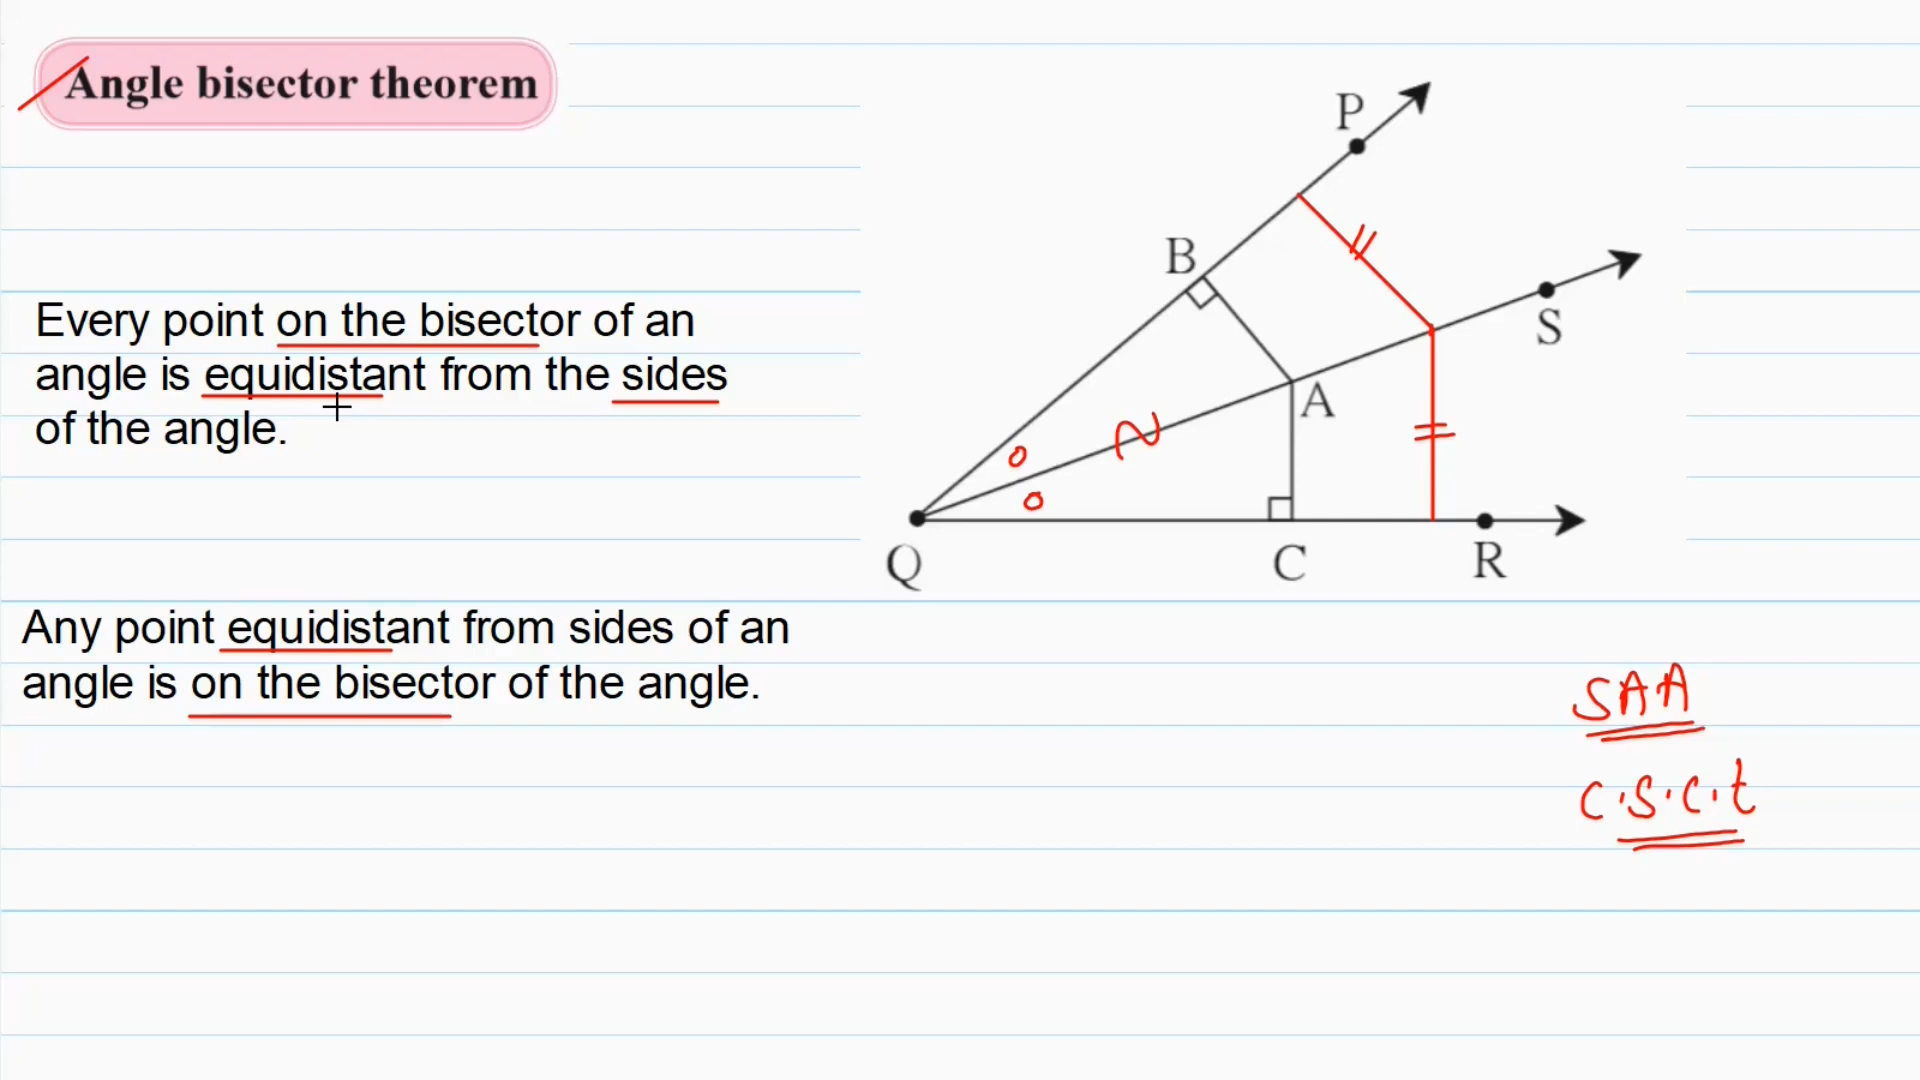 Angle bisector theorem
Every point on the bisector of an
angle is equidistant from the sides
of the angle.
Any point equidistant from sides of an
angle is on the bisector of the angle.
P
B
S
A
Q
C
R
SAA
C.S.C.t